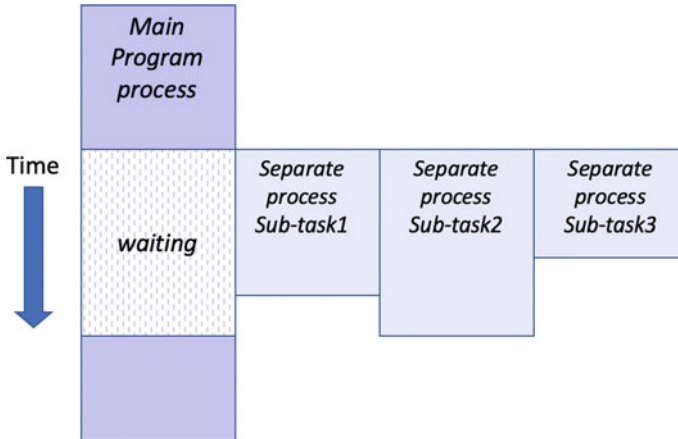 Main
Program
process
Time
waiting
Separate
process
Sub-task1
Separate
process
Sub-task2
Separate
process
Sub-task3